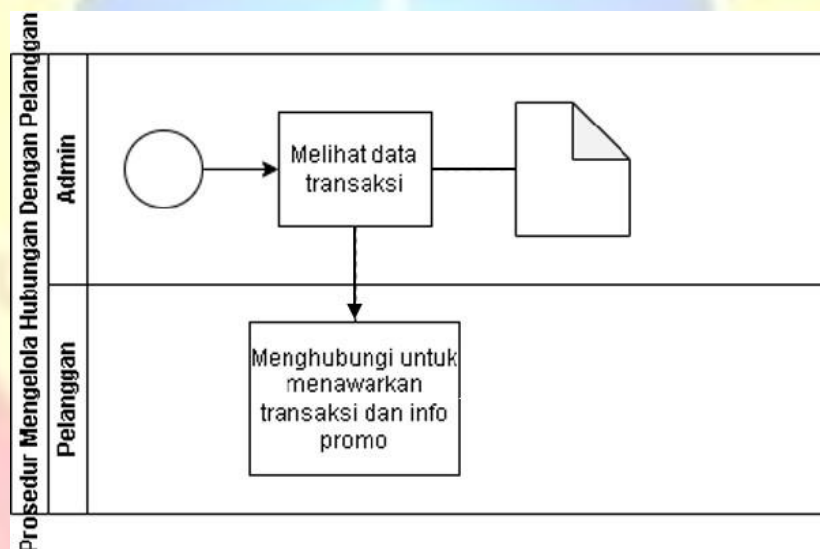 Prosedur Mengelola Hubungan Dengan Pelanggan
Admin
Melihat data
transaksi
Pelanggan
Menghubungi untuk
menawarkan
transaksi dan info
promo